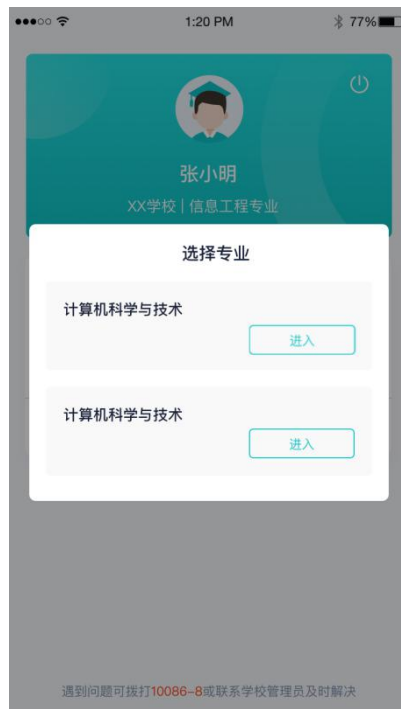 1:20 PM
77%
张小明
XX学校 | 信息工程专业
选择专业
计算机科学与技术
进入
计算机科学与技术
进入
遇到问题可拨打10086-8或联系学校管理员及时解决